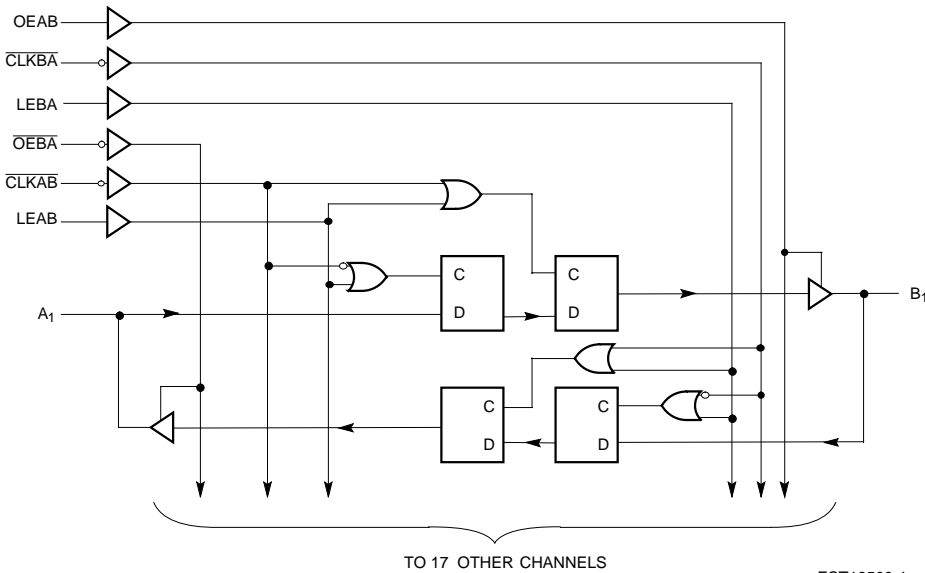 OEAB
CLKBA
LEBA
OEBA
CLKAB
LEAB
C
D
C
D
A1
B1
C
D
C
D
TO 17 OTHER CHANNELS